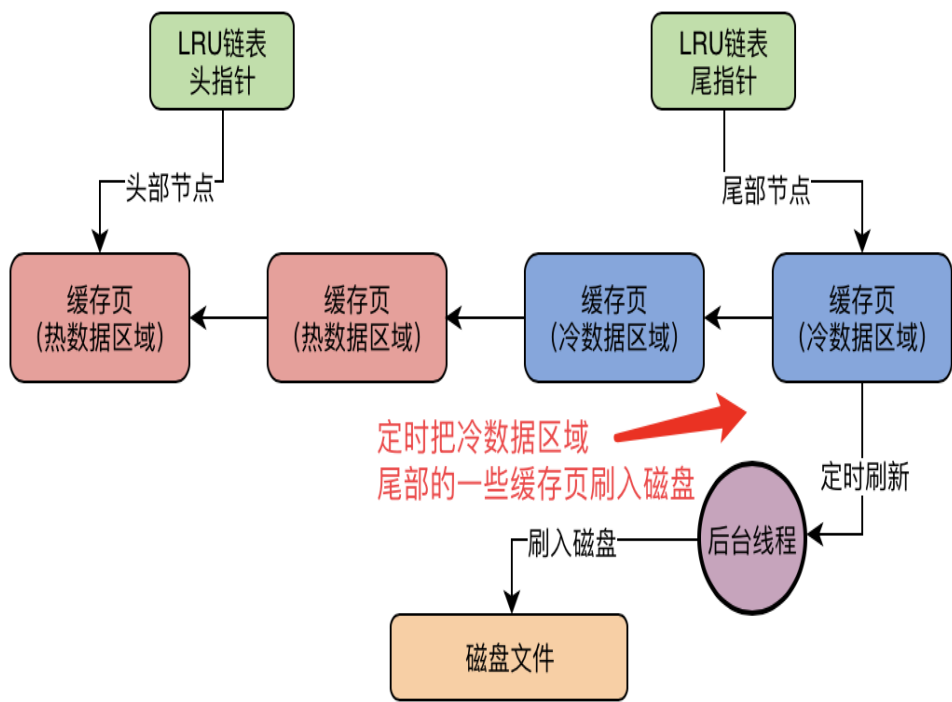 LRU链表
头指针
LRU链表
尾指针
头部节点
尾部节点
缓存页
(热数据区域)
缓存页
(热数据区域)
缓存页
(冷数据区域)
缓存页
(冷数据区域)
定时把冷数据区域
尾部的一些缓存页刷入磁盘
定时刷新
后台线程
刷入磁盘
磁盘文件